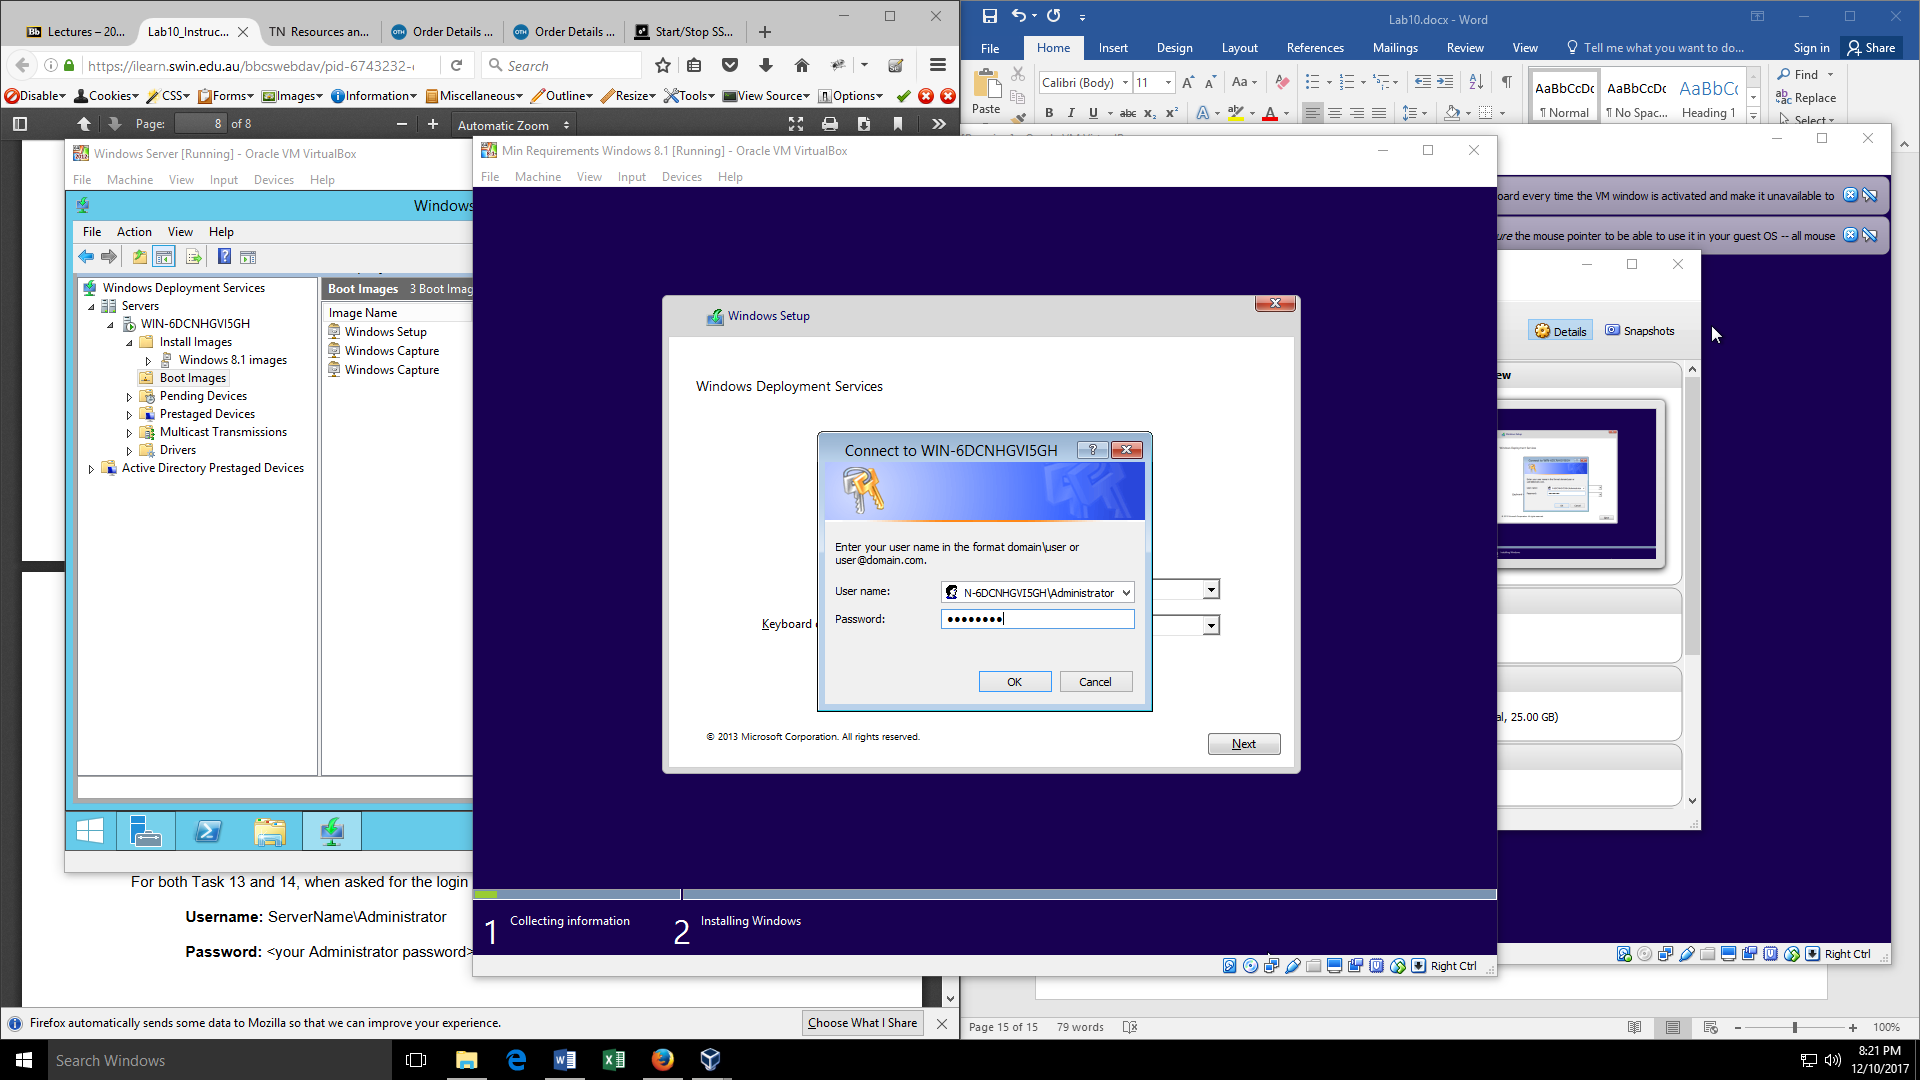 Lectures – 20...
Lab10_Instruc...
TN Resources an...
Order Details ...
Order Details ...
Start/Stop SS...
https://ilearn.swin.edu.au/bbcswebdav/pid-6743232-
Search
Disable
Cookies
CSS
Forms
Images
Information
Miscellaneous
Outline
Resize
Tools
View Source
Options
Page: 8 of 8
Automatic Zoom
Lab10.docx - Word
File Home Insert Design Layout References Mailings Review View Tell me what you want to do... Sign in Share
Paste
Calibri (Body) 11
AaBbCcDc AaBbCcDc AaBbC
¶ Normal ¶ No Spac... Heading 1
Find
Replace
Select
Windows Server [Running] - Oracle VM VirtualBox
File Machine View Input Devices Help
Windows
File Action View Help
Windows Deployment Services
Servers
WIN-6DCNHGVI5GH
Install Images
Windows 8.1 images
Boot Images
Pending Devices
Prestaged Devices
Multicast Transmissions
Drivers
Active Directory Prestaged Devices
Boot Images 3 Boot Imag
Image Name
Windows Setup
Windows Capture
Windows Capture
Min Requirements Windows 8.1 [Running] - Oracle VM VirtualBox
File Machine View Input Devices Help
Windows Setup
Windows Deployment Services
Connect to WIN-6DCNHGVI5GH
Enter your user name in the format domain\user or
user@domain.com.
User name: N-6DCNHGVI5GH\Administrator
Password: ●●●●●●●●
OK Cancel
Keyboard
© 2013 Microsoft Corporation. All rights reserved.
Next
1 Collecting information
2 Installing Windows
Right Ctrl
oard every time the VM window is activated and make it unavailable to
ure the mouse pointer to be able to use it in your guest OS -- all mouse
Details Snapshots
ew
Connect to WIN-6DCNHGVI5GH
al, 25.00 GB)
Right Ctrl
For both Task 13 and 14, when asked for the login
Username: ServerName\Administrator
Password: <your Administrator password>
Firefox automatically sends some data to Mozilla so that we can improve your experience.
Choose What I Share
Page 15 of 15 79 words
100%
Search Windows
8:21 PM
12/10/2017